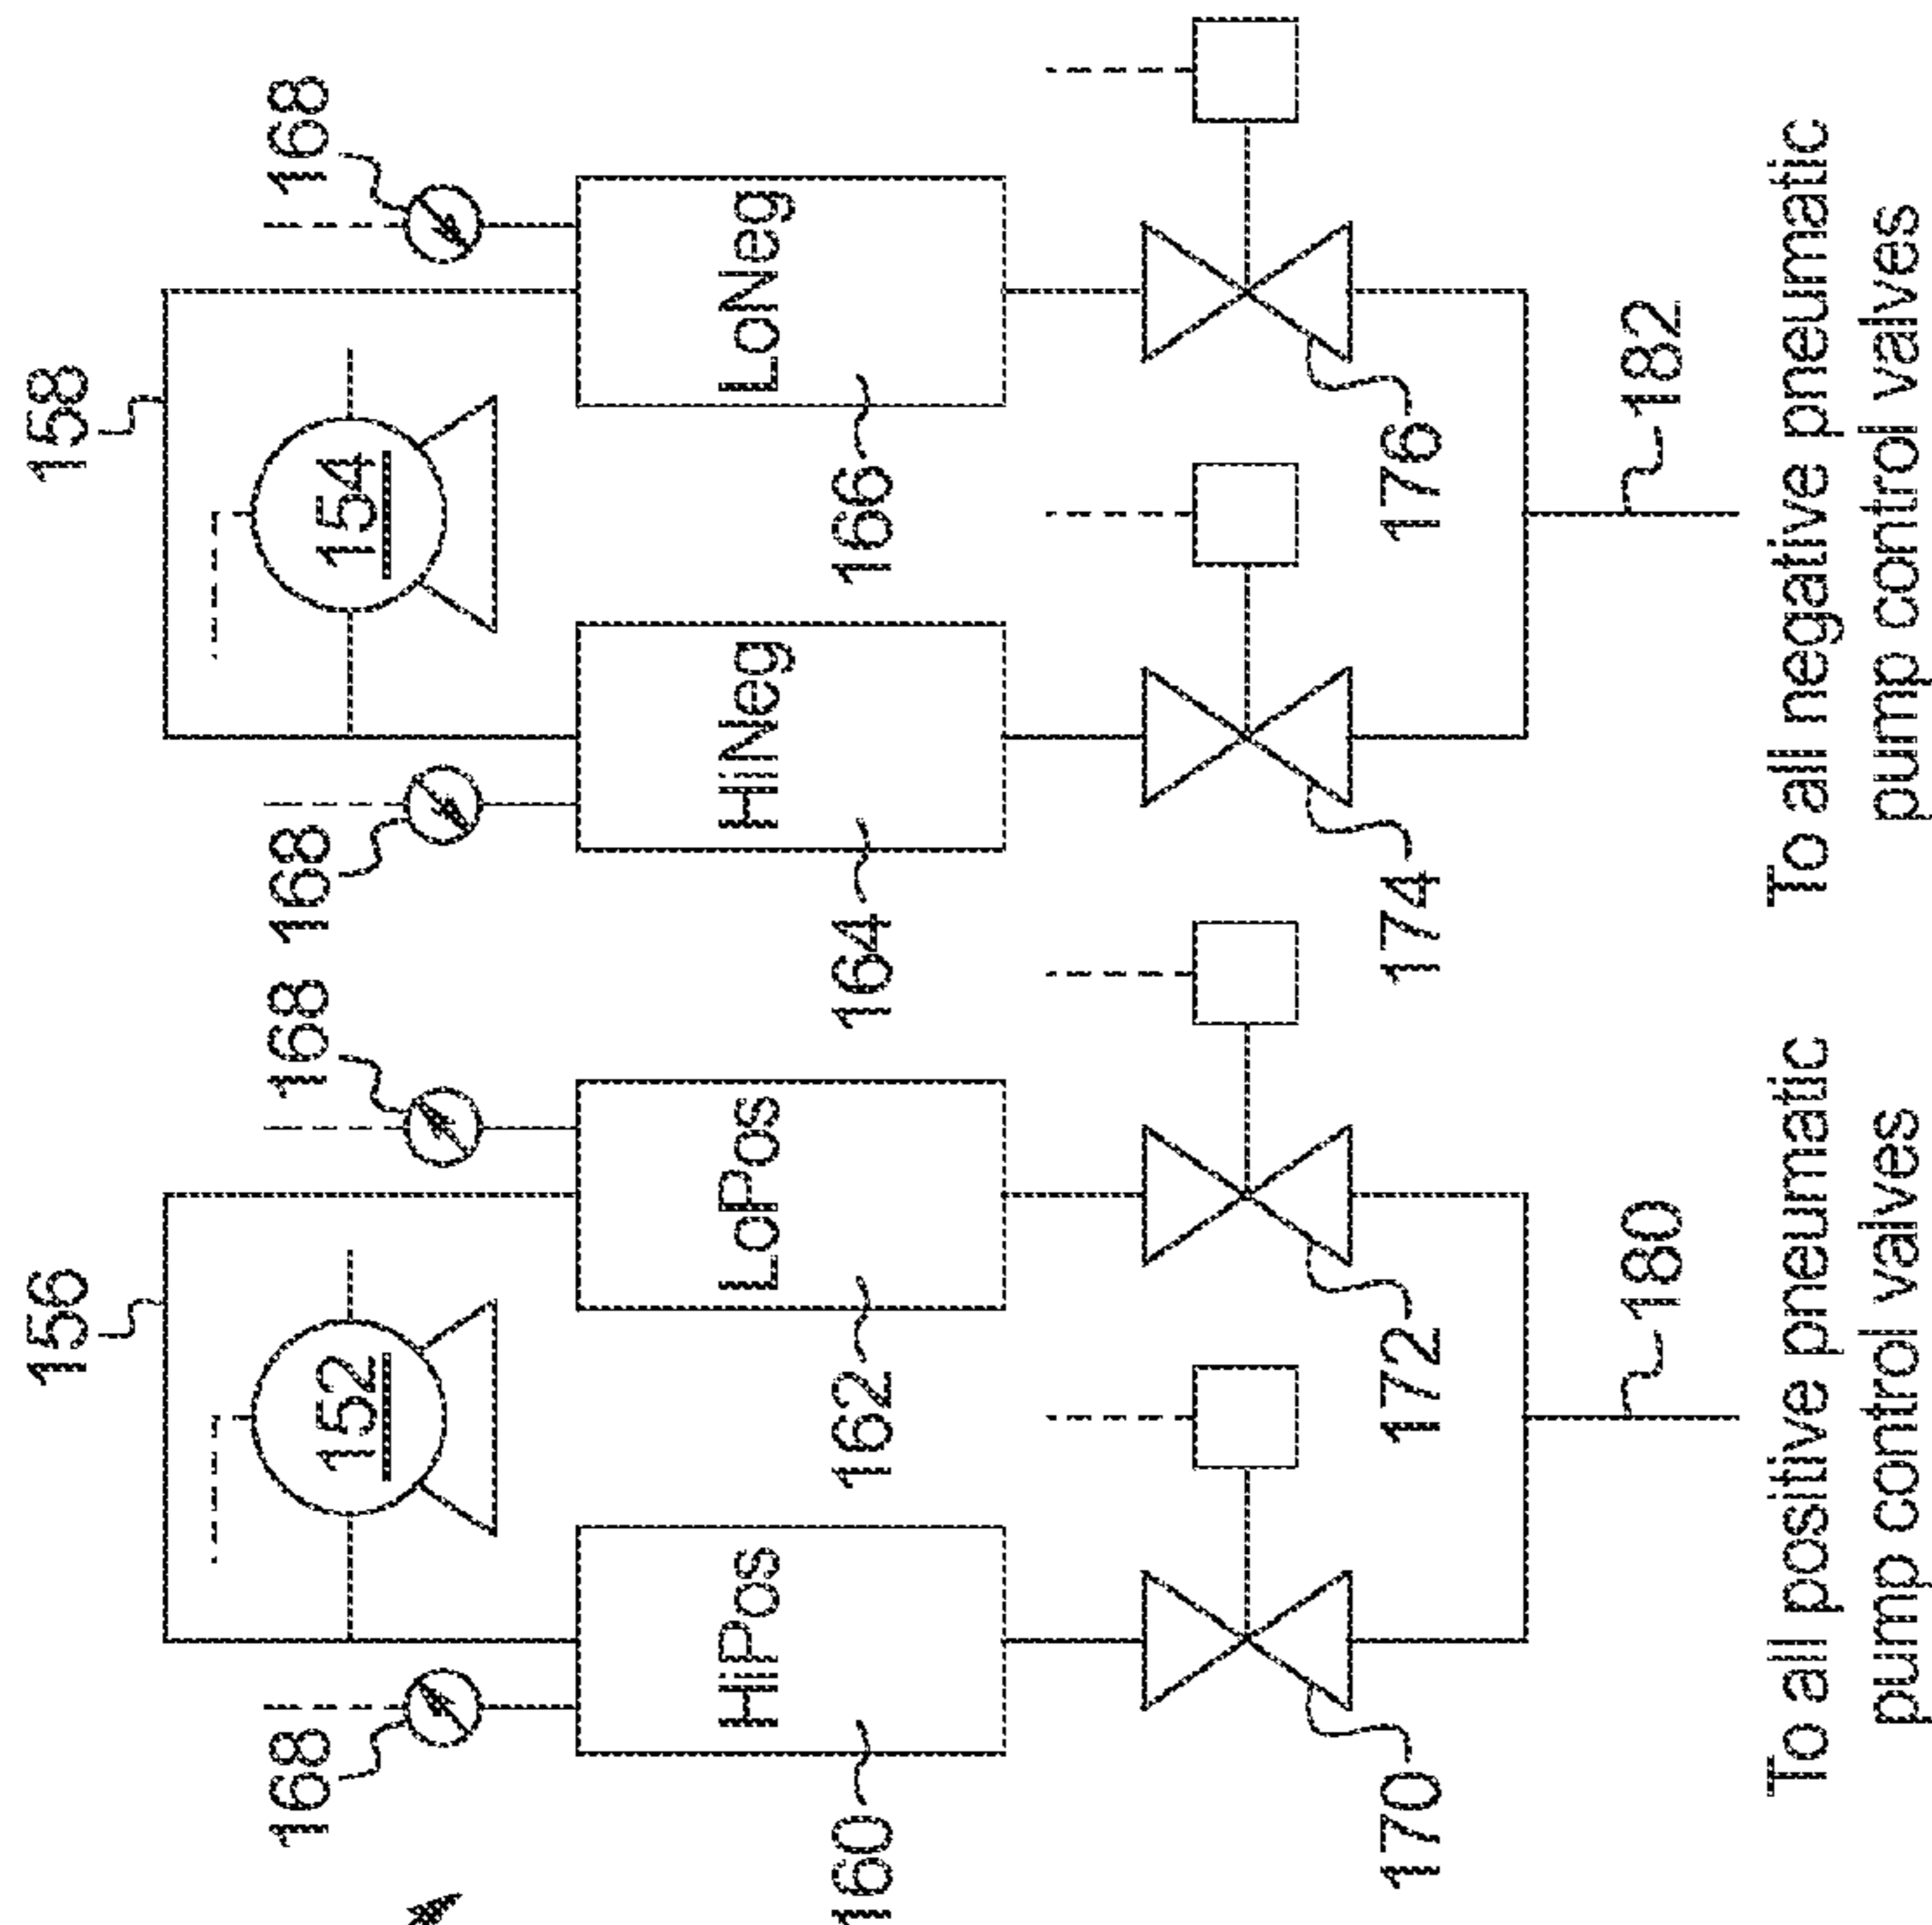 156
158
168
168
168
168
152
154
HiPos
LoPos
HiNeg
LoNeg
160
162
164
166
170
172
174
176
180
182
To all positive pneumatic
pump control valves
To all negative pneumatic
pump control valves